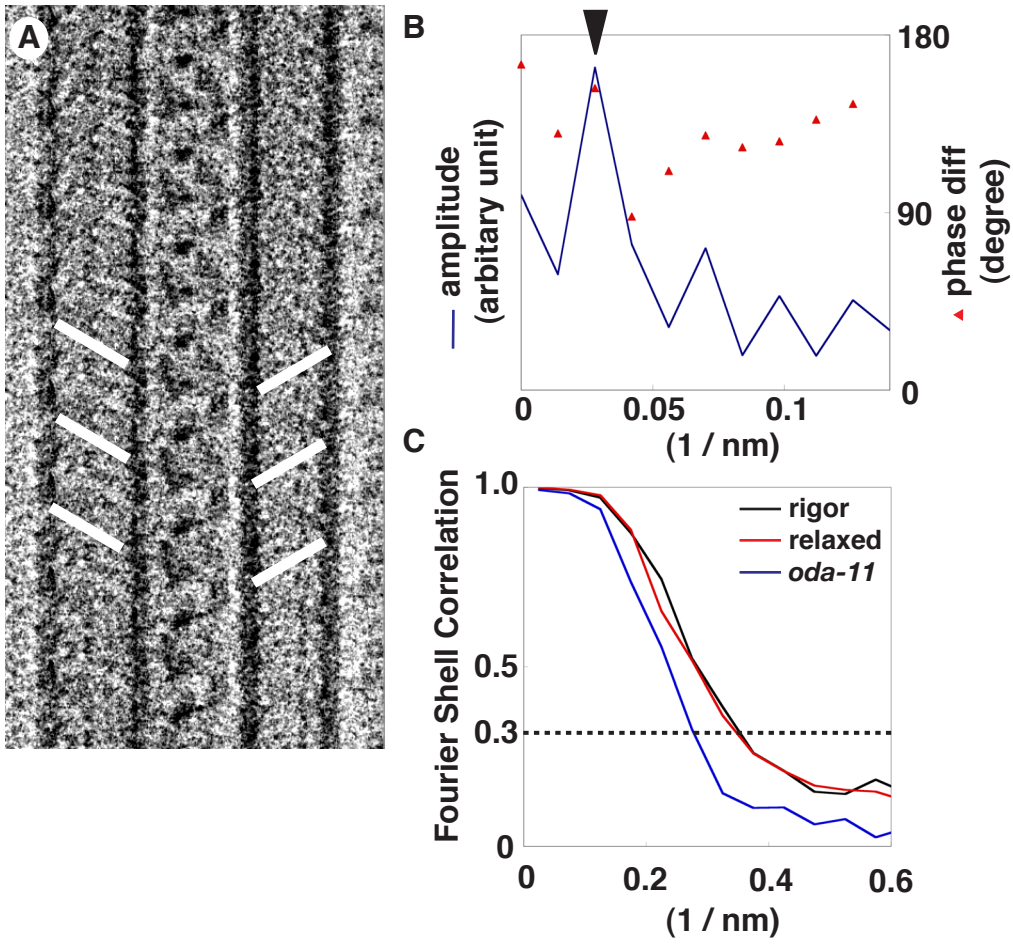 A
B
180
90
0
amplitude
(arbitary unit)
phase diff
(degree)
0
0.05
0.1
(1 / nm)
C
1.0
0.5
0.3
0
Fourier Shell Correlation
rigor
relaxed
oda-11
0
0.2
0.4
0.6
(1 / nm)